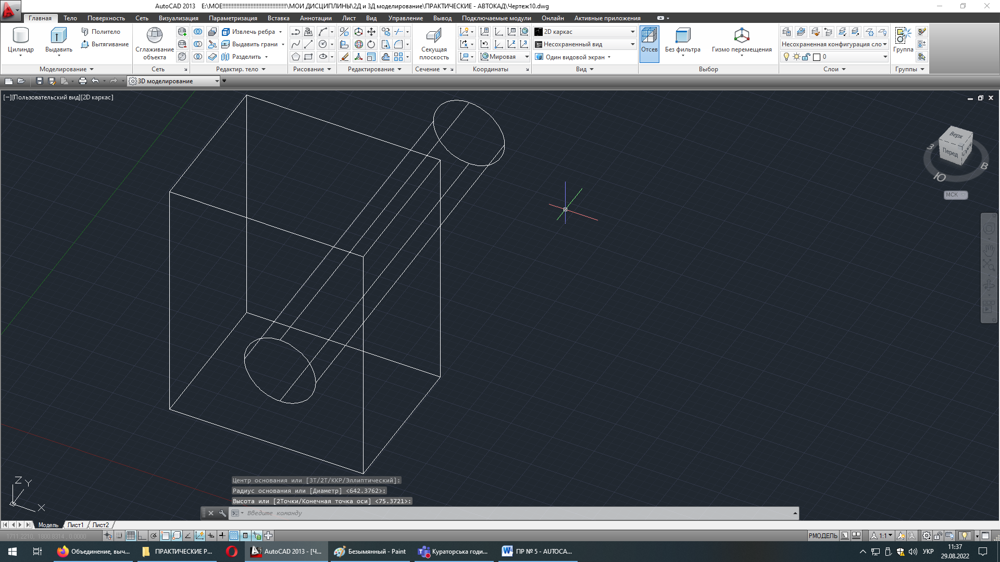 AutoCAD 2013 E:\МОЕ!!!!!!!!!!!!!!!!!!!!!!!!!!!!!!!!!!!!!!!!!!\МОИ ДИСЦИПЛИНЫ\2Д и 3Д моделирование\ПРАКТИЧЕСКИЕ - АВТОКАД\Чертеж10.dwg
Главная Тело Поверхность Сеть Визуализация Параметризация Вставка Аннотации Лист Вид Управление Вывод Подключаемые модули Онлайн Активные приложения
Политело Извлечь ребра 2D каркас
Вытягивание Выдавить грани Несохраненный вид Несохраненная конфигурация сло
Цилиндр Выдавить Сглаживание объекта Секущая плоскость Отсев Без фильтра Гизмо перемещения Группа
Разделить Мировая Один видовой экран 0
Моделирование Сеть Редактир. тело Рисование Редактирование Сечение Координаты Вид Выбор Слои Группы
3D моделирование
[−][Пользовательский вид][2D каркас]
Верх
Перед
З
В
Ю
МСК
Z Y
X
Центр основания или [3Т/2Т/ККР/Эллиптический]:
Радиус основания или [Диаметр] <642.3762>:
Высота или [2Точки/Конечная точка оси] <75.3721>:
Введите команду
Модель Лист1 Лист2
1711.2210, 1800.8314, 0.0000 РМОДЕЛЬ 1:1
Объединение, выч... ПРАКТИЧЕСКИЕ Р... AutoCAD 2013 - [Ч... Безымянный - Paint Кураторська годи... ПР № 5 - AUTOCA... УКР 11:37
29.08.2022